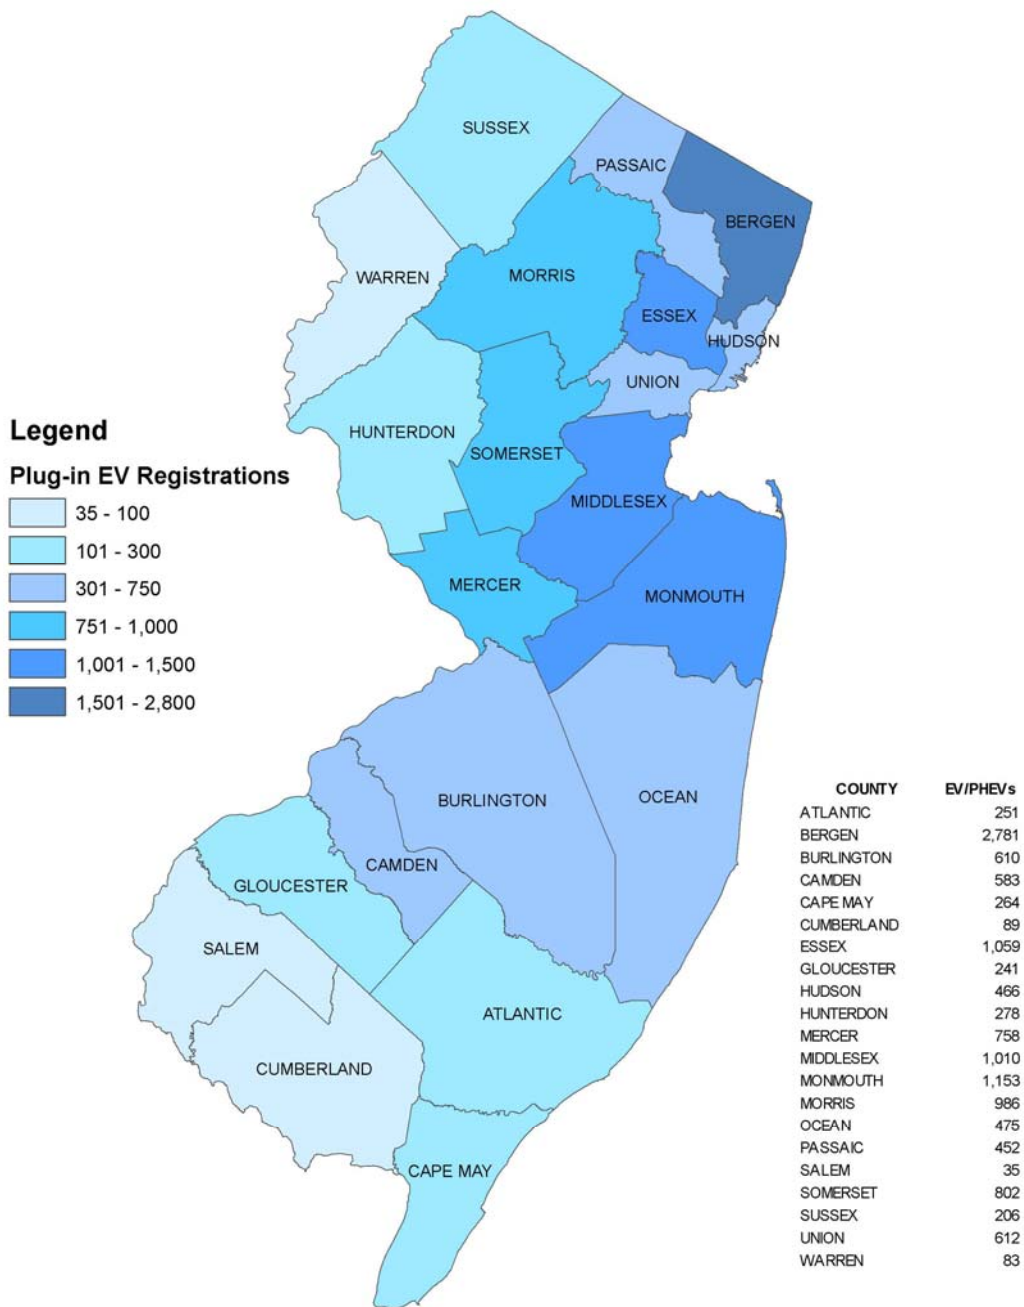 SUSSEX
PASSAIC
BERGEN
WARREN
MORRIS
ESSEX
HUDSON
UNION
HUNTERDON
SOMERSET
MIDDLESEX
MERCER
MONMOUTH
Legend
Plug-in EV Registrations
35 - 100
101 - 300
301 - 750
751 - 1,000
1,001 - 1,500
1,501 - 2,800
BURLINGTON
OCEAN
CAMDEN
GLOUCESTER
SALEM
ATLANTIC
CUMBERLAND
CAPE MAY
COUNTY EV/PHEVs
ATLANTIC 251
BERGEN 2,781
BURLINGTON 610
CAMDEN 583
CAPE MAY 264
CUMBERLAND 89
ESSEX 1,059
GLOUCESTER 241
HUDSON 466
HUNTERDON 278
MERCER 758
MIDDLESEX 1,010
MONMOUTH 1,153
MORRIS 986
OCEAN 475
PASSAIC 452
SALEM 35
SOMERSET 802
SUSSEX 206
UNION 612
WARREN 83